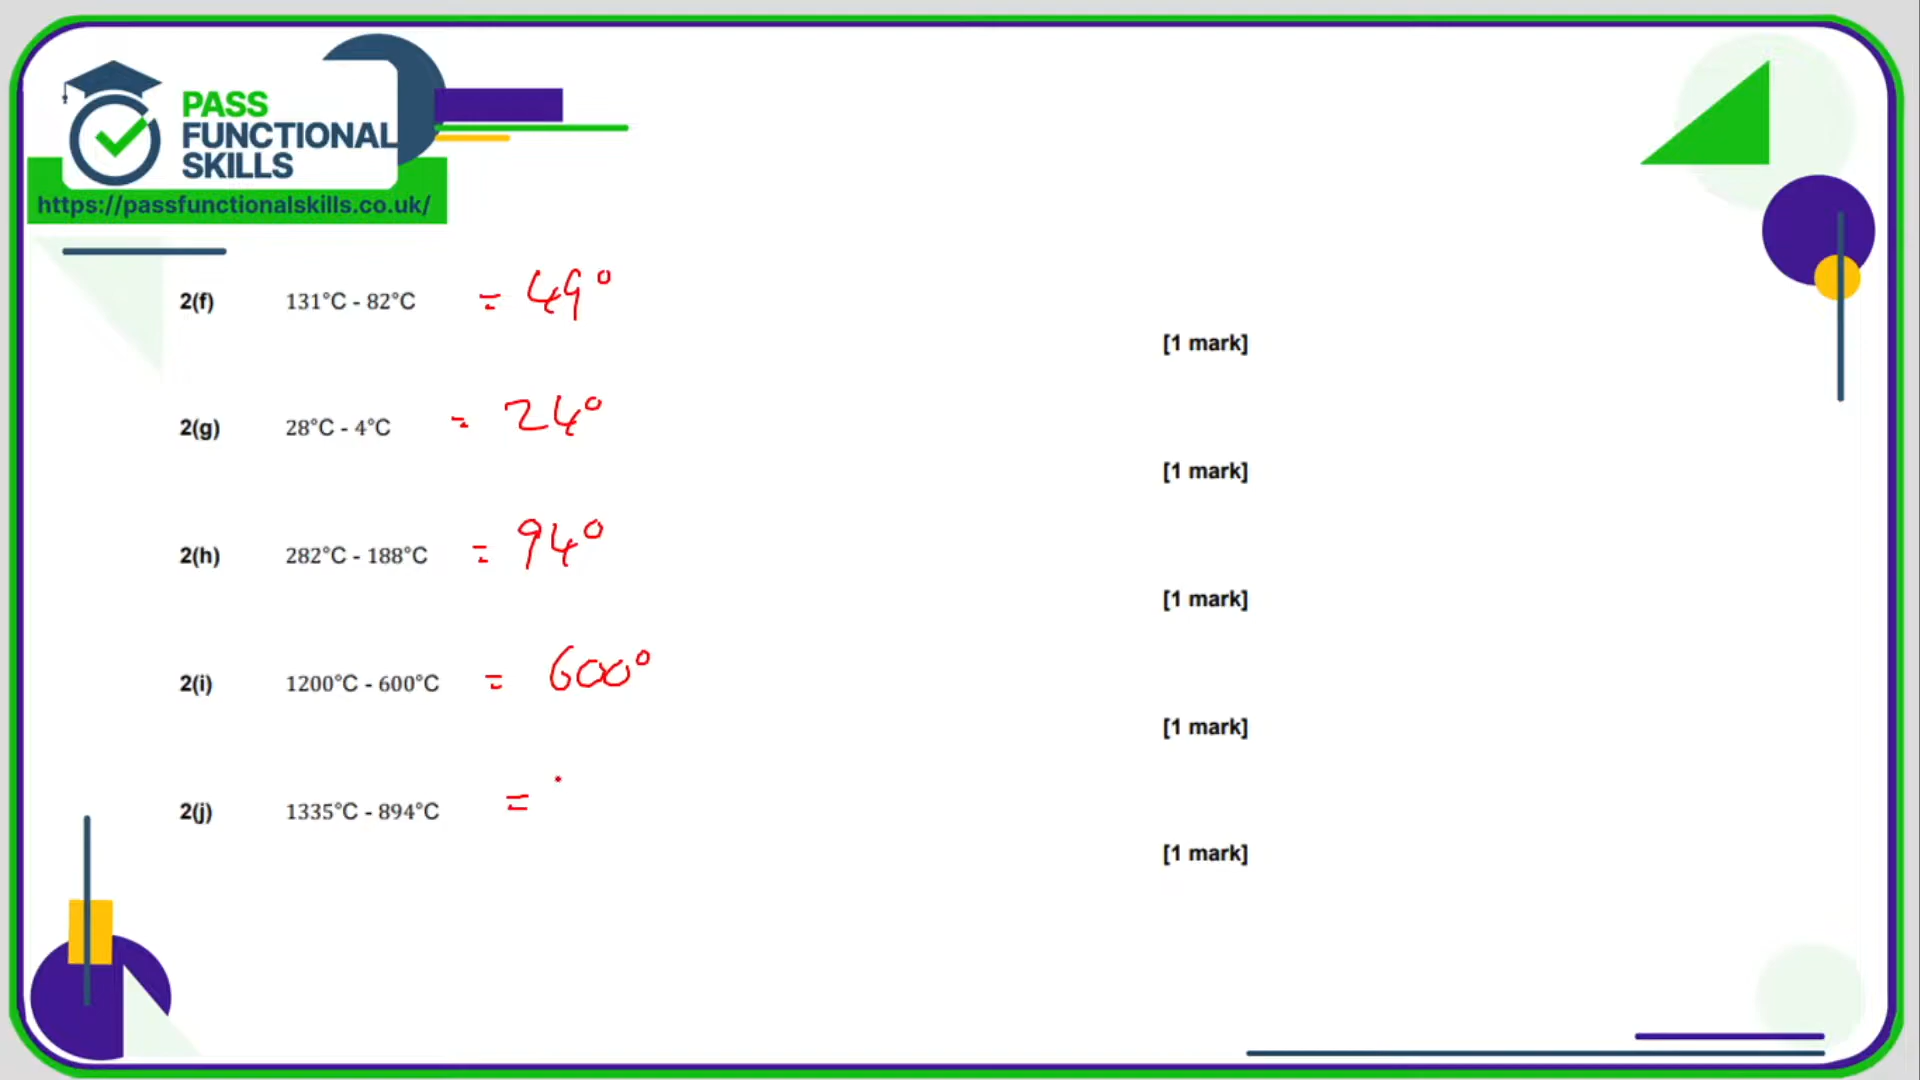 PASS
FUNCTIONAL
SKILLS
https://passfunctionalskills.co.uk/
2(f) 131°C - 82°C = 49°
[1 mark]
2(g) 28°C - 4°C = 24°
[1 mark]
2(h) 282°C - 188°C = 94°
[1 mark]
2(i) 1200°C - 600°C = 600°
[1 mark]
2(j) 1335°C - 894°C =
[1 mark]